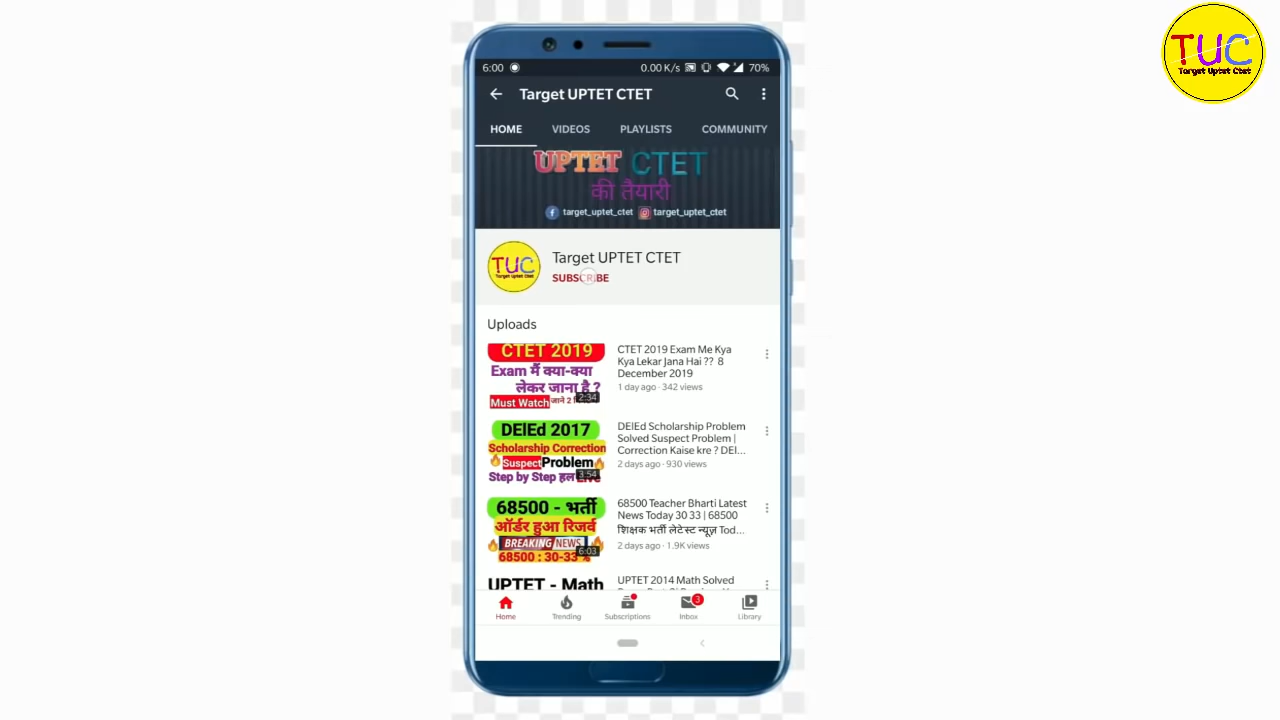 TUC
Target Uptet Ctet
6:00
0.00 K/s
70%
Target UPTET CTET
HOME
VIDEOS
PLAYLISTS
COMMUNITY
UPTET CTET
की तैयारी
target_uptet_ctet
target_uptet_ctet
TUC
Target Uptet Ctet
Target UPTET CTET
SUBSCRIBE
Uploads
CTET 2019
Exam में क्या-क्या
लेकर जाना है ?
Must Watch
2:34
CTET 2019 Exam Me Kya
Kya Lekar Jana Hai ?? 8
December 2019
1 day ago · 342 views
DElEd 2017
Scholarship Correction
Suspect Problem
Step by Step हल
3:54
DElEd Scholarship Problem
Solved Suspect Problem |
Correction Kaise kre ? DEl...
2 days ago · 930 views
68500 - भर्ती
ऑर्डर हुआ रिजर्व
BREAKING NEWS
68500 : 30-33 %
6:03
68500 Teacher Bharti Latest
News Today 30 33 | 68500
शिक्षक भर्ती लेटेस्ट न्यूज़ Tod...
2 days ago · 1.9K views
UPTET - Math
UPTET 2014 Math Solved
Home
Trending
Subscriptions
3
Inbox
Library